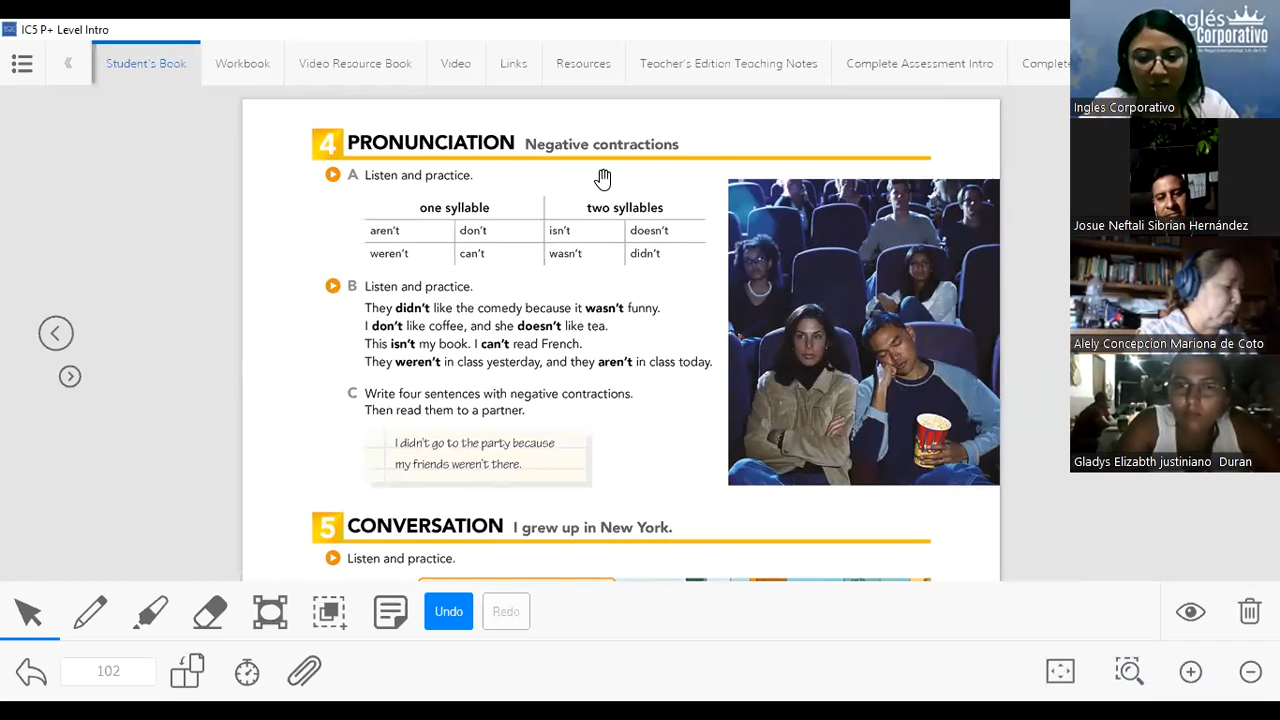 IC5 P+ Level Intro
Student's Book
Workbook
Video Resource Book
Video
Links
Resources
Teacher's Edition Teaching Notes
Complete Assessment Intro
Complete
4 PRONUNCIATION Negative contractions
A Listen and practice.
one syllable two syllables
aren't don't isn't doesn't
weren't can't wasn't didn't
B Listen and practice.
They didn't like the comedy because it wasn't funny.
I don't like coffee, and she doesn't like tea.
This isn't my book. I can't read French.
They weren't in class yesterday, and they aren't in class today.
C Write four sentences with negative contractions.
Then read them to a partner.
I didn't go to the party because
my friends weren't there.
5 CONVERSATION I grew up in New York.
Listen and practice.
Undo
Redo
102
Inglés
Corporativo
Ingles Corporativo
Josue Neftali Sibrian Hernández
Alely Concepcion Mariona de Coto
Gladys Elizabth justiniano Duran